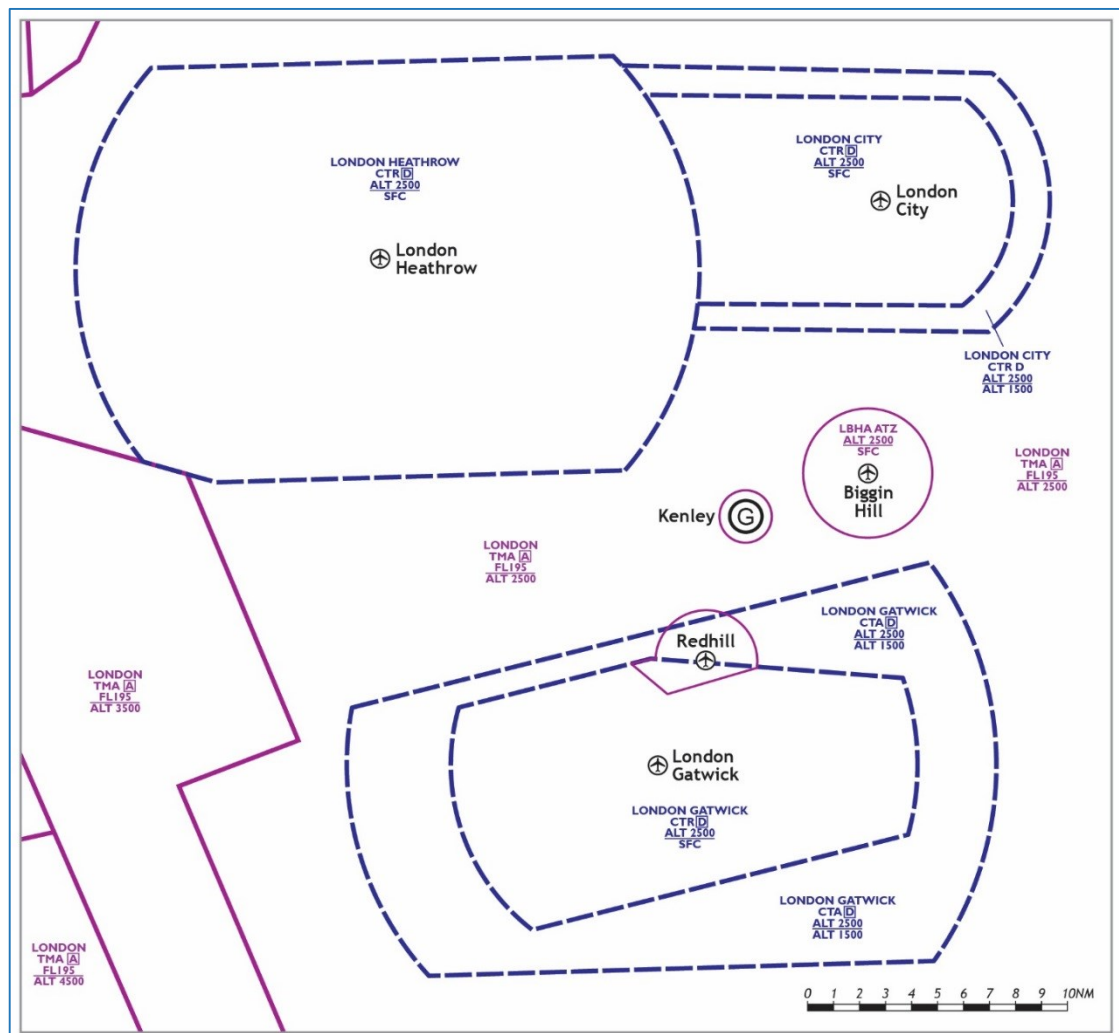 LONDON HEATHROW
CTR D
ALT 2500
SFC
London
Heathrow
LONDON CITY
CTR D
ALT 2500
SFC
London
City
LONDON CITY
CTR D
ALT 2500
ALT 1500
LBHA ATZ
ALT 2500
SFC
Biggin
Hill
LONDON
TMA A
FL195
ALT 2500
Kenley
G
LONDON
TMA A
FL195
ALT 2500
LONDON GATWICK
CTA D
ALT 2500
ALT 1500
Redhill
LONDON
TMA A
FL195
ALT 3500
London
Gatwick
LONDON GATWICK
CTR D
ALT 2500
SFC
LONDON GATWICK
CTA D
ALT 2500
ALT 1500
LONDON
TMA A
FL195
ALT 4500
0 1 2 3 4 5 6 7 8 9 10NM